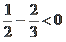 1/2 - 2/3 < 0